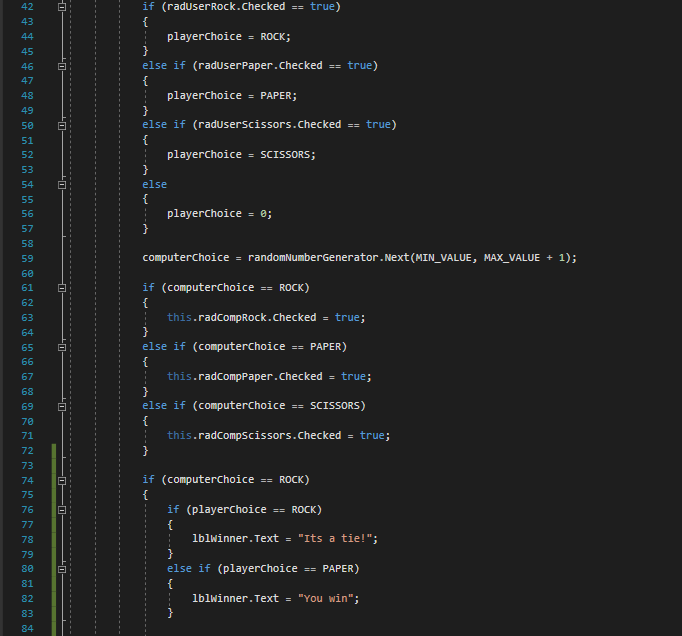 42 if (radUserRock.Checked == true)
43 {
44 playerChoice = ROCK;
45 }
46 else if (radUserPaper.Checked == true)
47 {
48 playerChoice = PAPER;
49 }
50 else if (radUserScissors.Checked == true)
51 {
52 playerChoice = SCISSORS;
53 }
54 else
55 {
56 playerChoice = 0;
57 }
58
59 computerChoice = randomNumberGenerator.Next(MIN_VALUE, MAX_VALUE + 1);
60
61 if (computerChoice == ROCK)
62 {
63 this.radCompRock.Checked = true;
64 }
65 else if (computerChoice == PAPER)
66 {
67 this.radCompPaper.Checked = true;
68 }
69 else if (computerChoice == SCISSORS)
70 {
71 this.radCompScissors.Checked = true;
72 }
73
74 if (computerChoice == ROCK)
75 {
76 if (playerChoice == ROCK)
77 {
78 lblWinner.Text = "Its a tie!";
79 }
80 else if (playerChoice == PAPER)
81 {
82 lblWinner.Text = "You win";
83 }
84